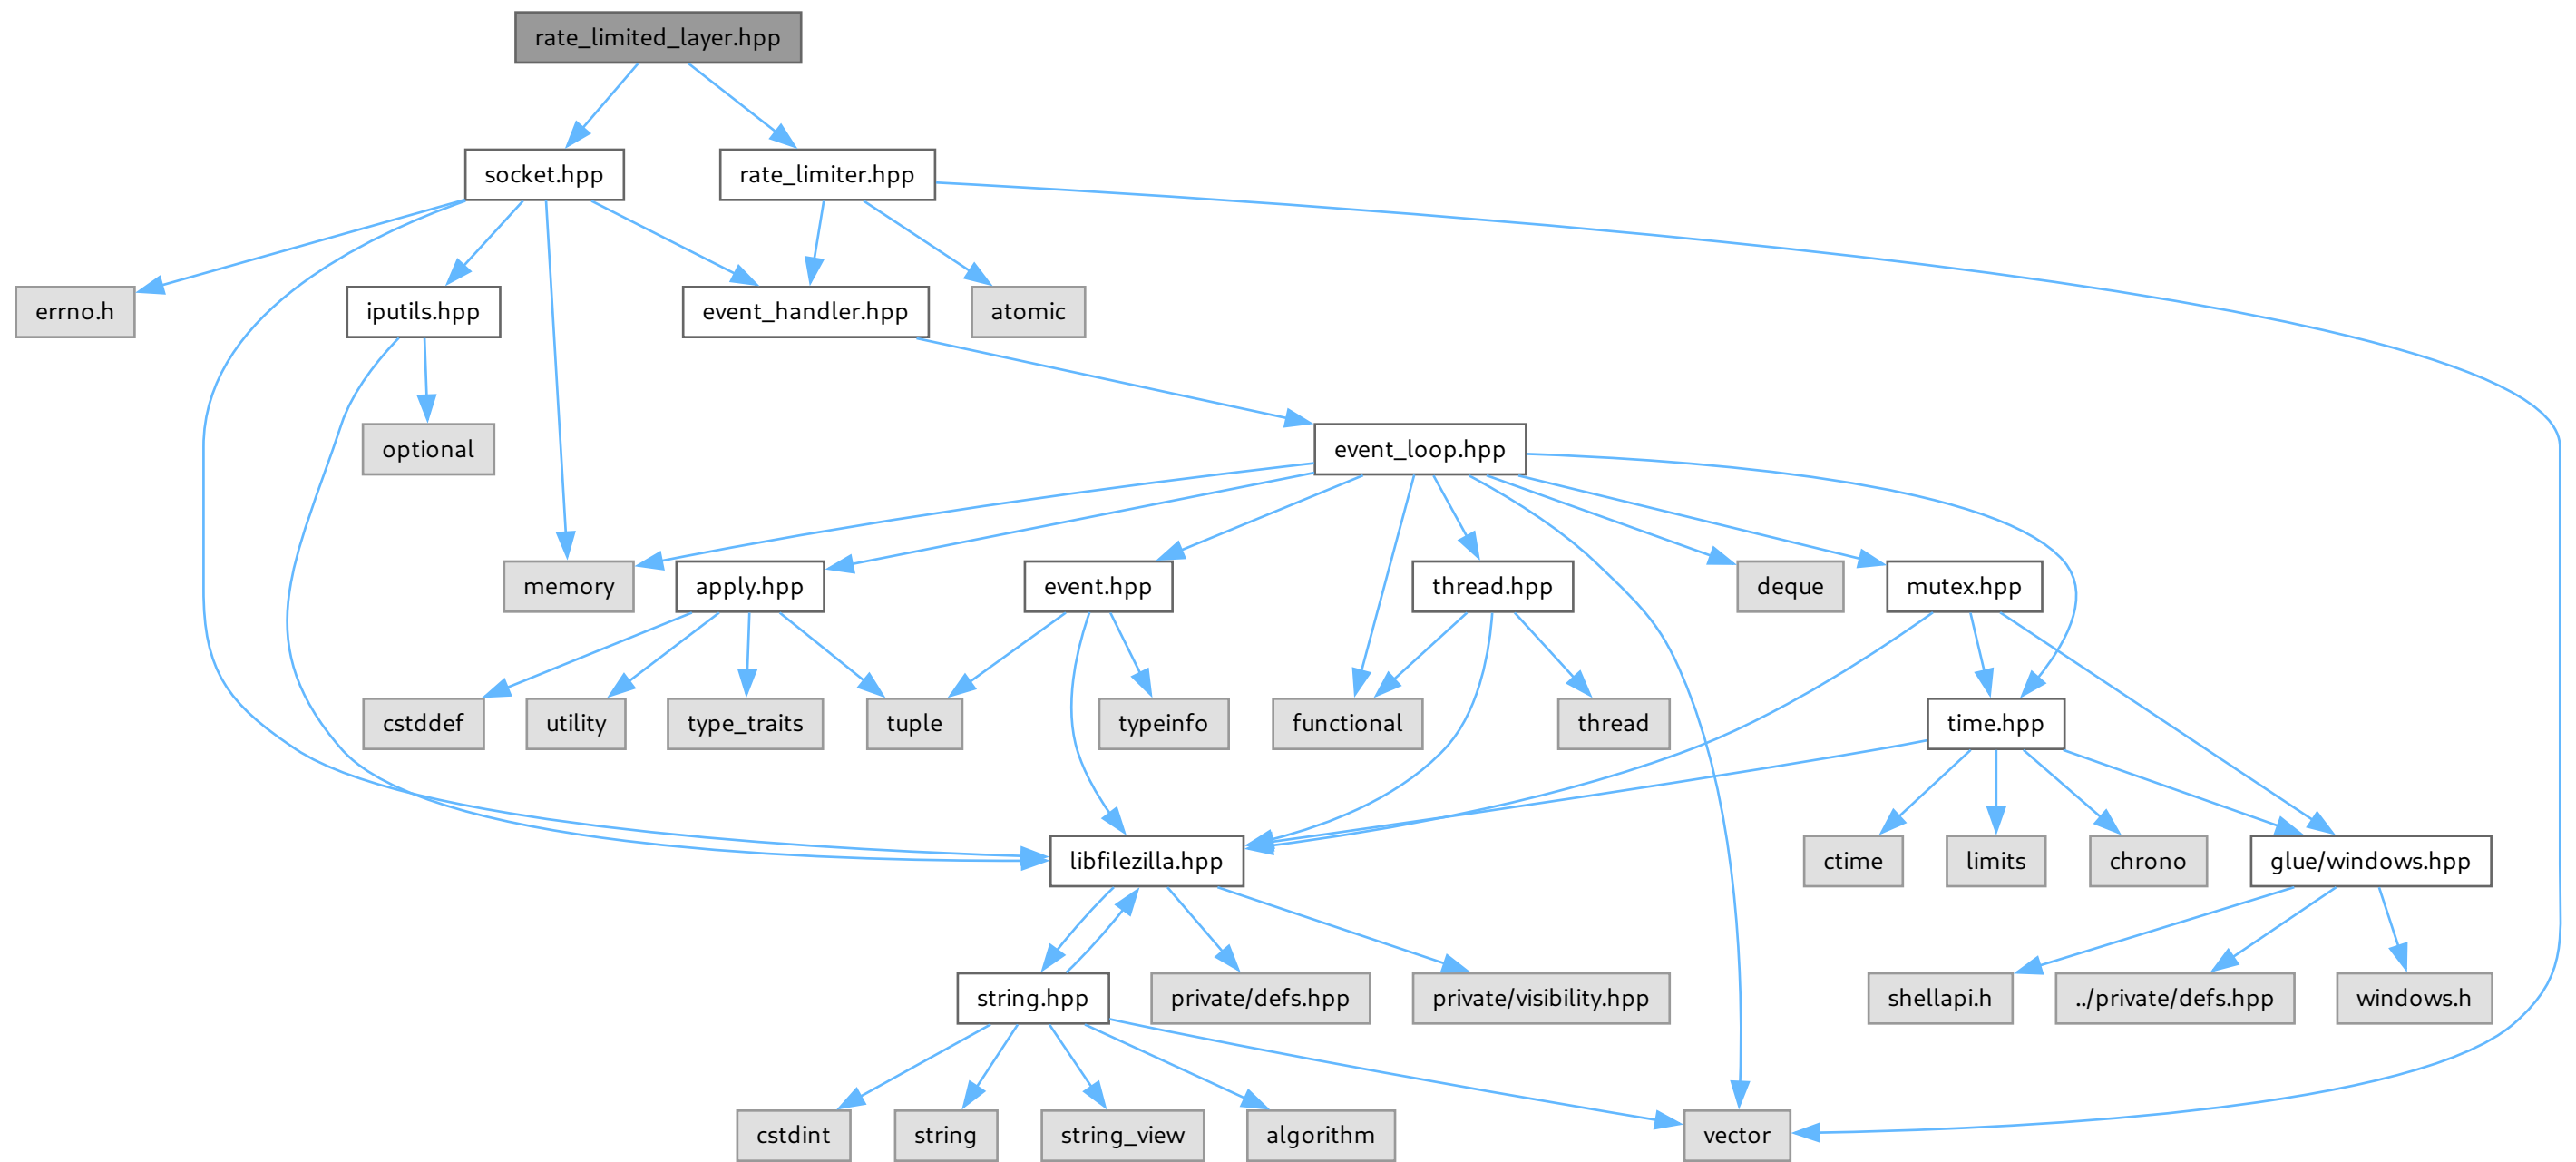 rate_limited_layer.hpp
socket.hpp
rate_limiter.hpp
errno.h
iputils.hpp
event_handler.hpp
atomic
optional
event_loop.hpp
memory
apply.hpp
event.hpp
thread.hpp
deque
mutex.hpp
cstddef
utility
type_traits
tuple
typeinfo
functional
thread
time.hpp
libfilezilla.hpp
ctime
limits
chrono
glue/windows.hpp
string.hpp
private/defs.hpp
private/visibility.hpp
shellapi.h
../private/defs.hpp
windows.h
cstdint
string
string_view
algorithm
vector